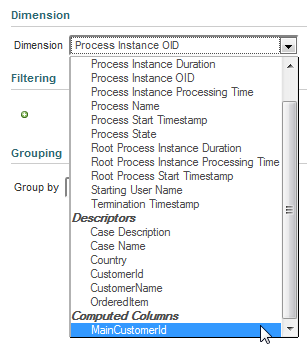 Dimension
Dimension Process Instance OID
Process Instance Duration
Filtering
Process Instance OID
Process Instance Processing Time
Process Name
Process Start Timestamp
Process State
Grouping
Root Process Instance Duration
Root Process Instance Processing Time
Root Process Start Timestamp
Group by
Starting User Name
Termination Timestamp
Descriptors
Case Description
Case Name
Country
CustomerId
CustomerName
OrderedItem
Computed Columns
MainCustomerId